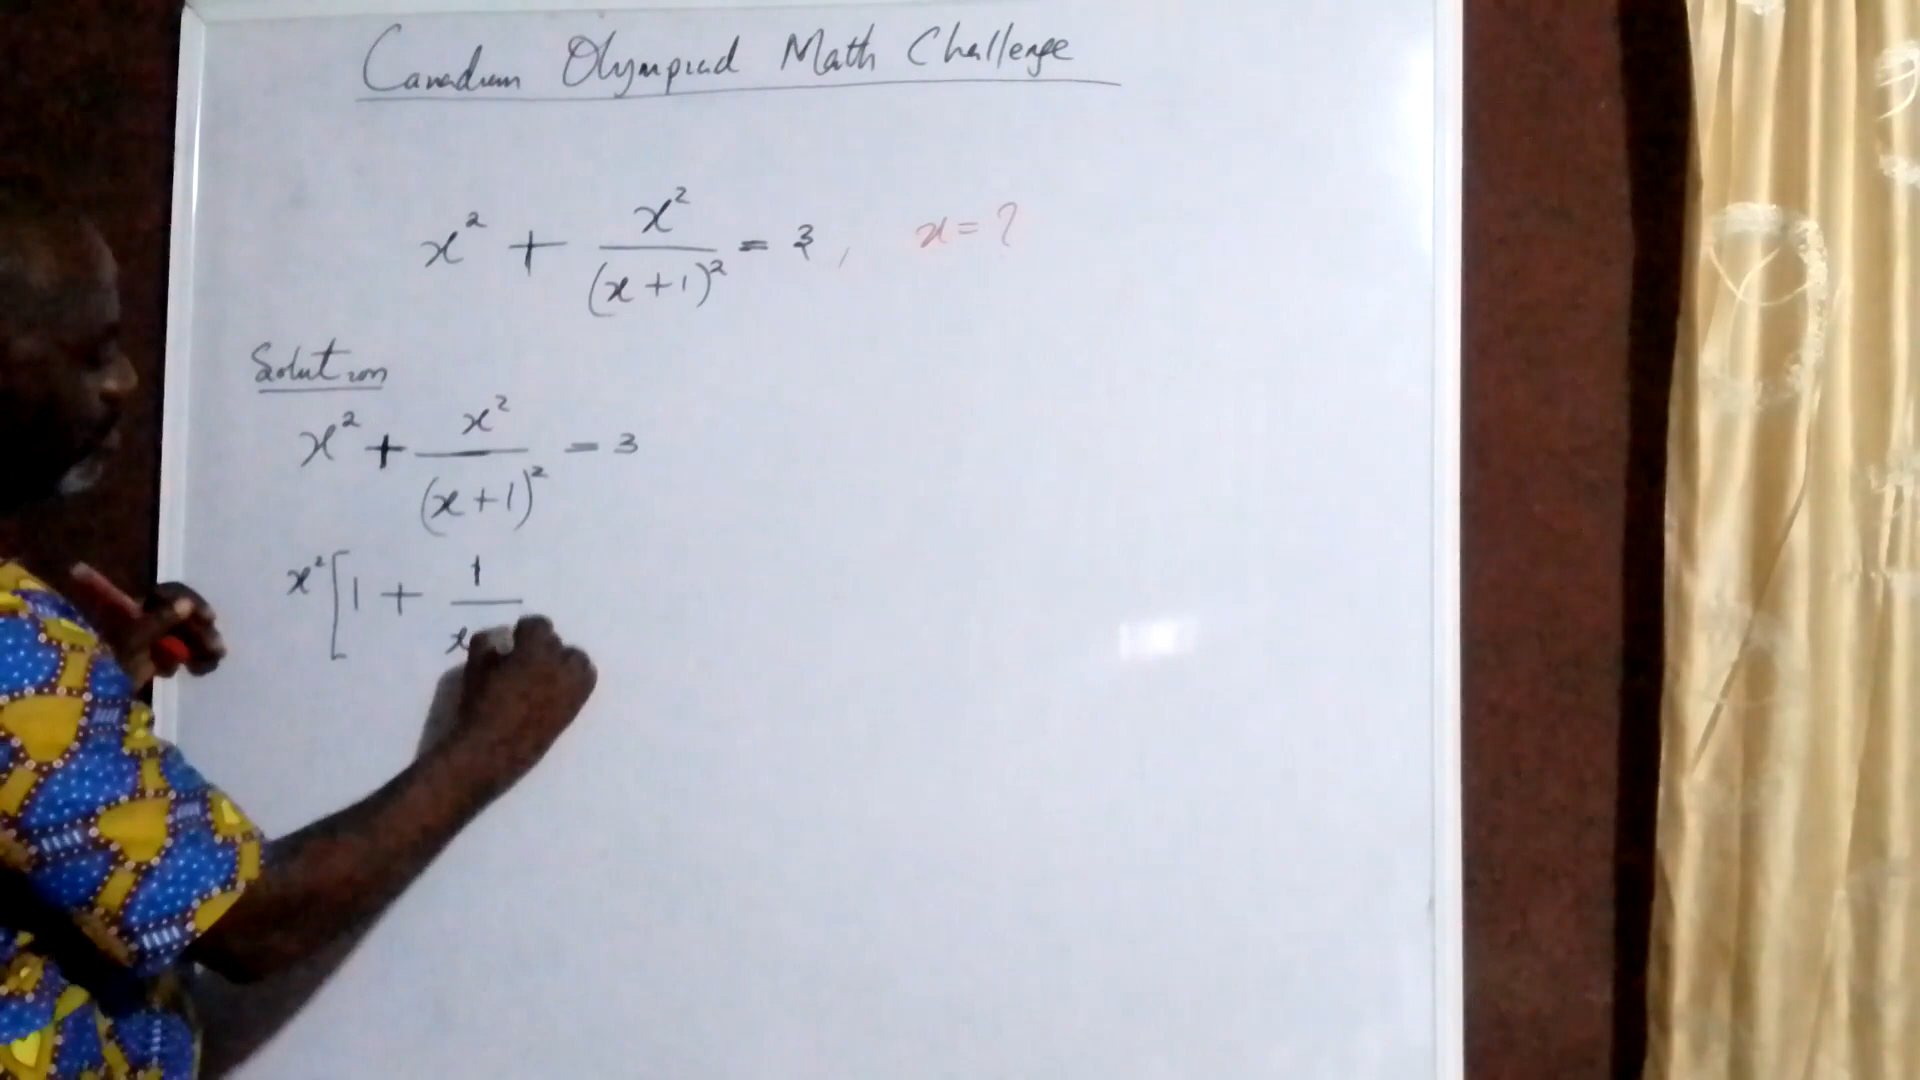 Canadian Olympiad Math Challenge
x² + x²/(x+1)² = 3, x = ?
Solution
x² + x²/(x+1)² = 3
x² [1 + 1/x